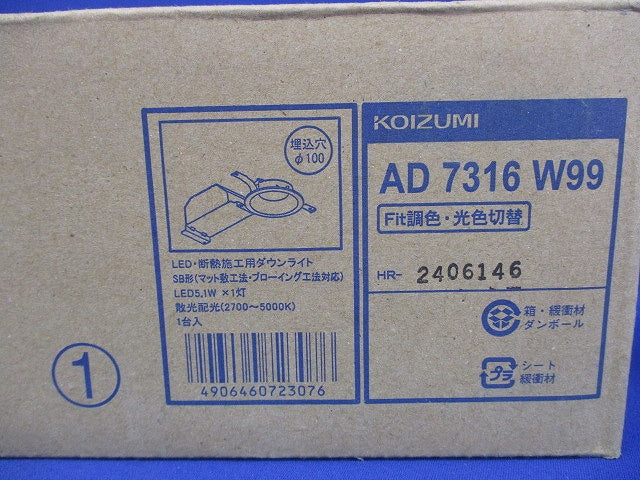 埋込穴
φ100
LED・断熱施工用ダウンライト
SB形(マット敷工法・ブローイング工法対応)
LED5.1W ×1灯
散光配光(2700〜5000K)
1台入
4906460723076
①
KOIZUMI
AD 7316 W99
Fit調色・光色切替
HR- 2406146
箱・緩衝材
ダンボール
プラ
シート
緩衝材